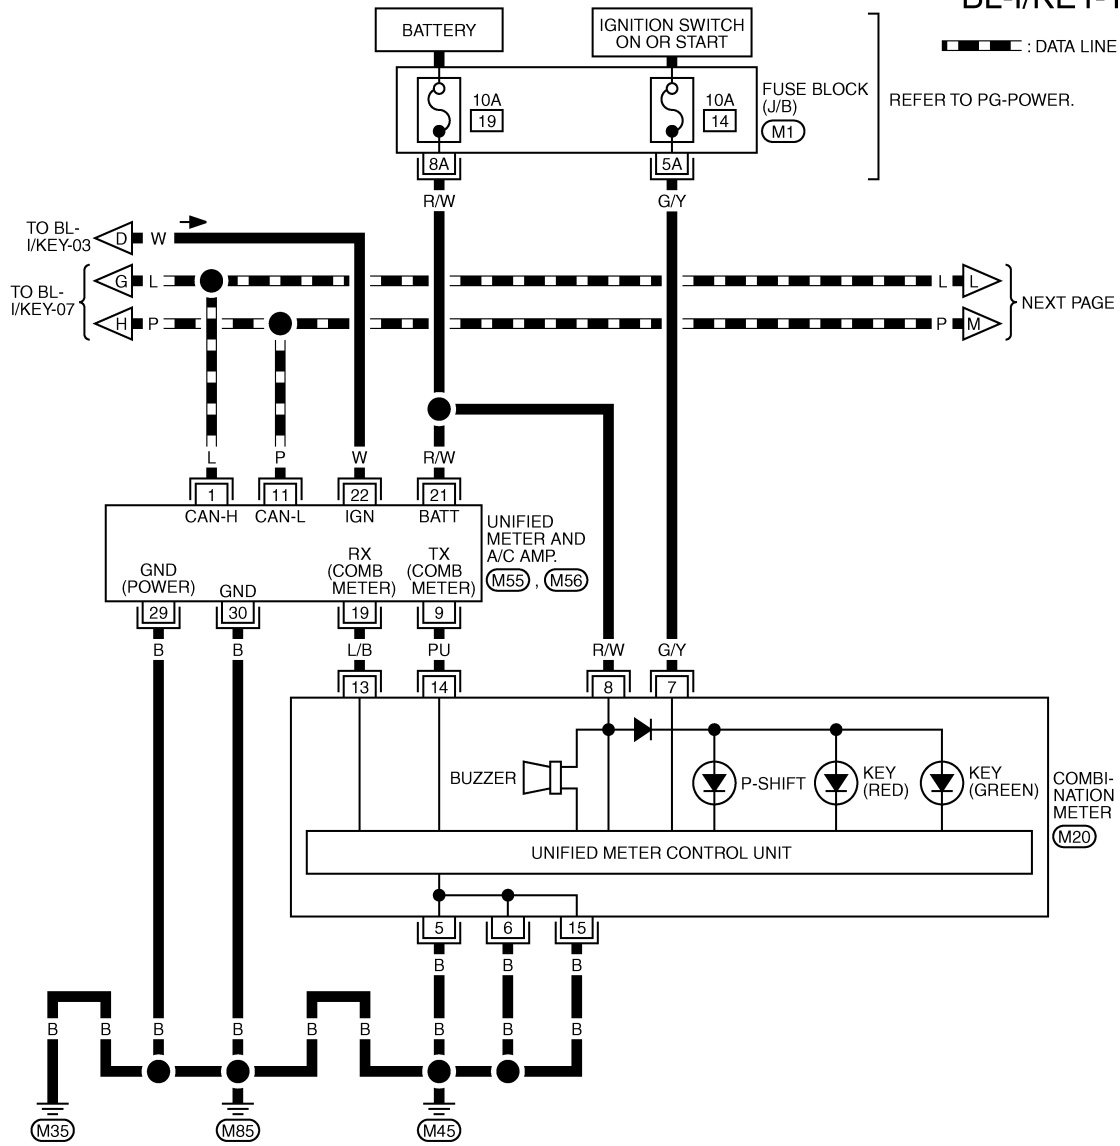 : DATA LINE
BATTERY
IGNITION SWITCH
ON OR START
10A
19
10A
14
FUSE BLOCK
(J/B)
M1
REFER TO PG-POWER.
8A
5A
R/W
G/Y
TO BL-
I/KEY-03
D
W
TO BL-
I/KEY-07
G
L
L
L
H
P
P
M
NEXT PAGE
L
P
W
R/W
1
11
22
21
CAN-H
CAN-L
IGN
BATT
UNIFIED
METER AND
A/C AMP.
M55 , M56
GND
(POWER)
GND
RX
(COMB
METER)
TX
(COMB
METER)
29
30
19
9
B
B
L/B
PU
R/W
G/Y
13
14
8
7
BUZZER
P-SHIFT
KEY
(RED)
KEY
(GREEN)
COMBI-
NATION
METER
M20
UNIFIED METER CONTROL UNIT
5
6
15
B
B
B
B
B
B
B
B
B
B
B
B
M35
M85
M45